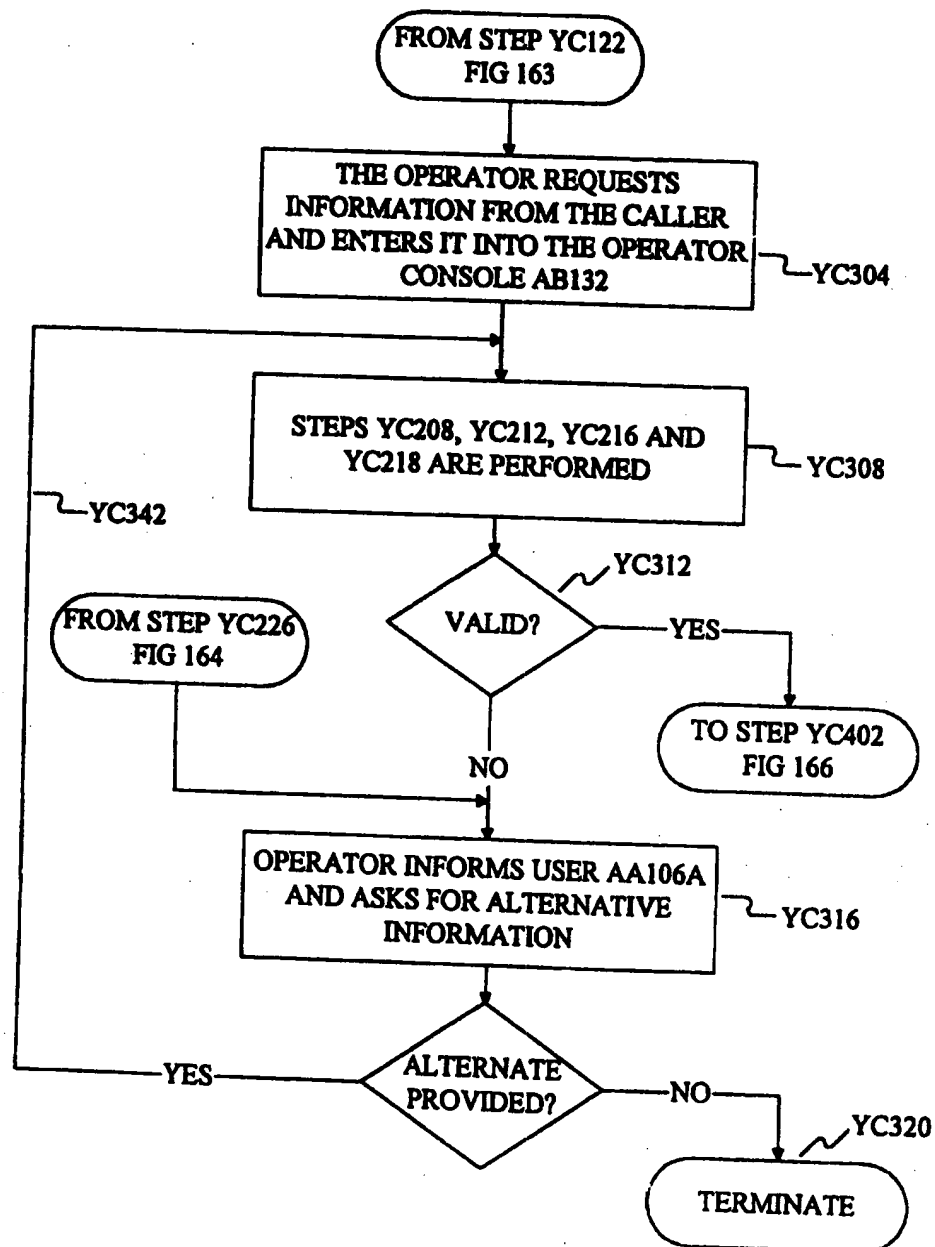 FROM STEP YC122
FIG 163
THE OPERATOR REQUESTS
INFORMATION FROM THE CALLER
AND ENTERS IT INTO THE OPERATOR
CONSOLE AB132
YC304
STEPS YC208, YC212, YC216 AND
YC218 ARE PERFORMED
YC308
YC342
YC312
VALID?
YES
FROM STEP YC226
FIG 164
TO STEP YC402
FIG 166
NO
OPERATOR INFORMS USER AA106A
AND ASKS FOR ALTERNATIVE
INFORMATION
YC316
YES
ALTERNATE
PROVIDED?
NO
YC320
TERMINATE